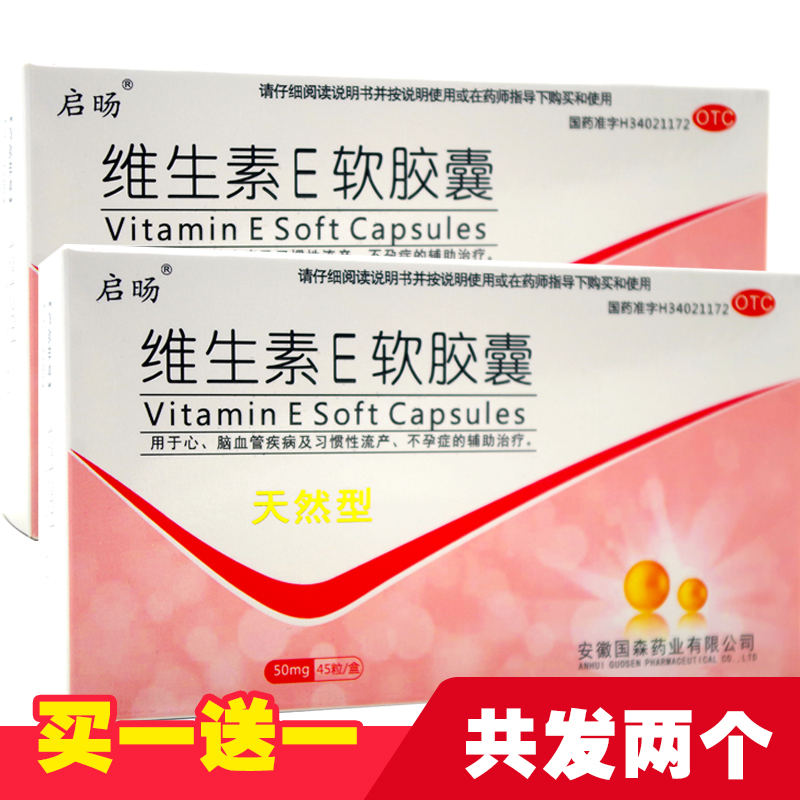 启旸®
请仔细阅读说明书并按说明使用或在药师指导下购买和使用
国药准字H34021172 OTC
维生素E软胶囊
Vitamin E Soft Capsules
不孕症的辅助治疗。
启旸®
请仔细阅读说明书并按说明使用或在药师指导下购买和使用
国药准字H34021172 OTC
维生素E软胶囊
Vitamin E Soft Capsules
用于心、脑血管疾病及习惯性流产、不孕症的辅助治疗。
天然型
50mg 45粒/盒
安徽国森药业有限公司
ANHUI GUOSEN PHARMACEUTICAL CO.,LTD
买一送一
共发两个